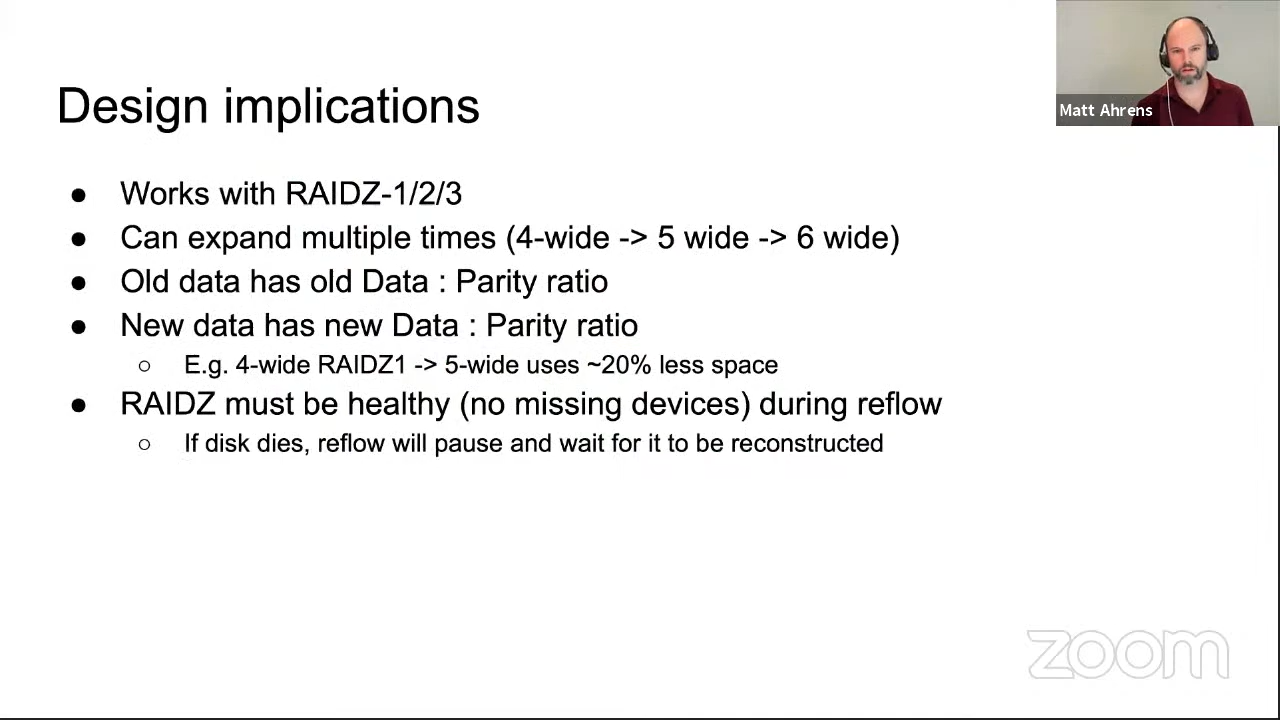 Matt Ahrens
Design implications
● Works with RAIDZ-1/2/3
● Can expand multiple times (4-wide -> 5 wide -> 6 wide)
● Old data has old Data : Parity ratio
● New data has new Data : Parity ratio
○ E.g. 4-wide RAIDZ1 -> 5-wide uses ~20% less space
● RAIDZ must be healthy (no missing devices) during reflow
○ If disk dies, reflow will pause and wait for it to be reconstructed
zoom